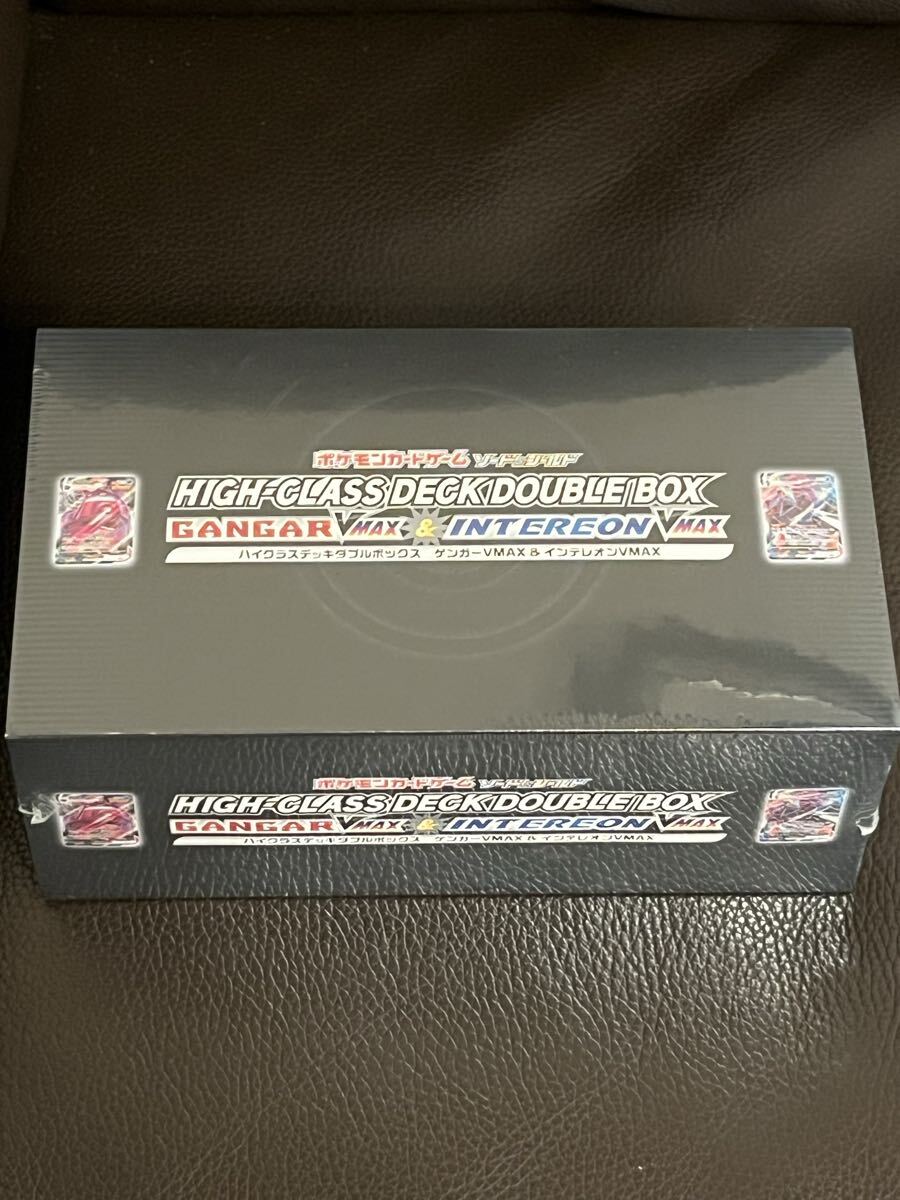 ポケモンカードゲーム ソード&シールド
HIGH-CLASS DECK DOUBLE BOX
GANGAR VMAX & INTEREON VMAX
ハイクラスデッキダブルボックス ゲンガーVMAX & インテレオンVMAX
ポケモンカードゲーム ソード&シールド
HIGH-CLASS DECK DOUBLE BOX
GANGAR VMAX & INTEREON VMAX
ハイクラスデッキダブルボックス ゲンガーVMAX & インテレオンVMAX